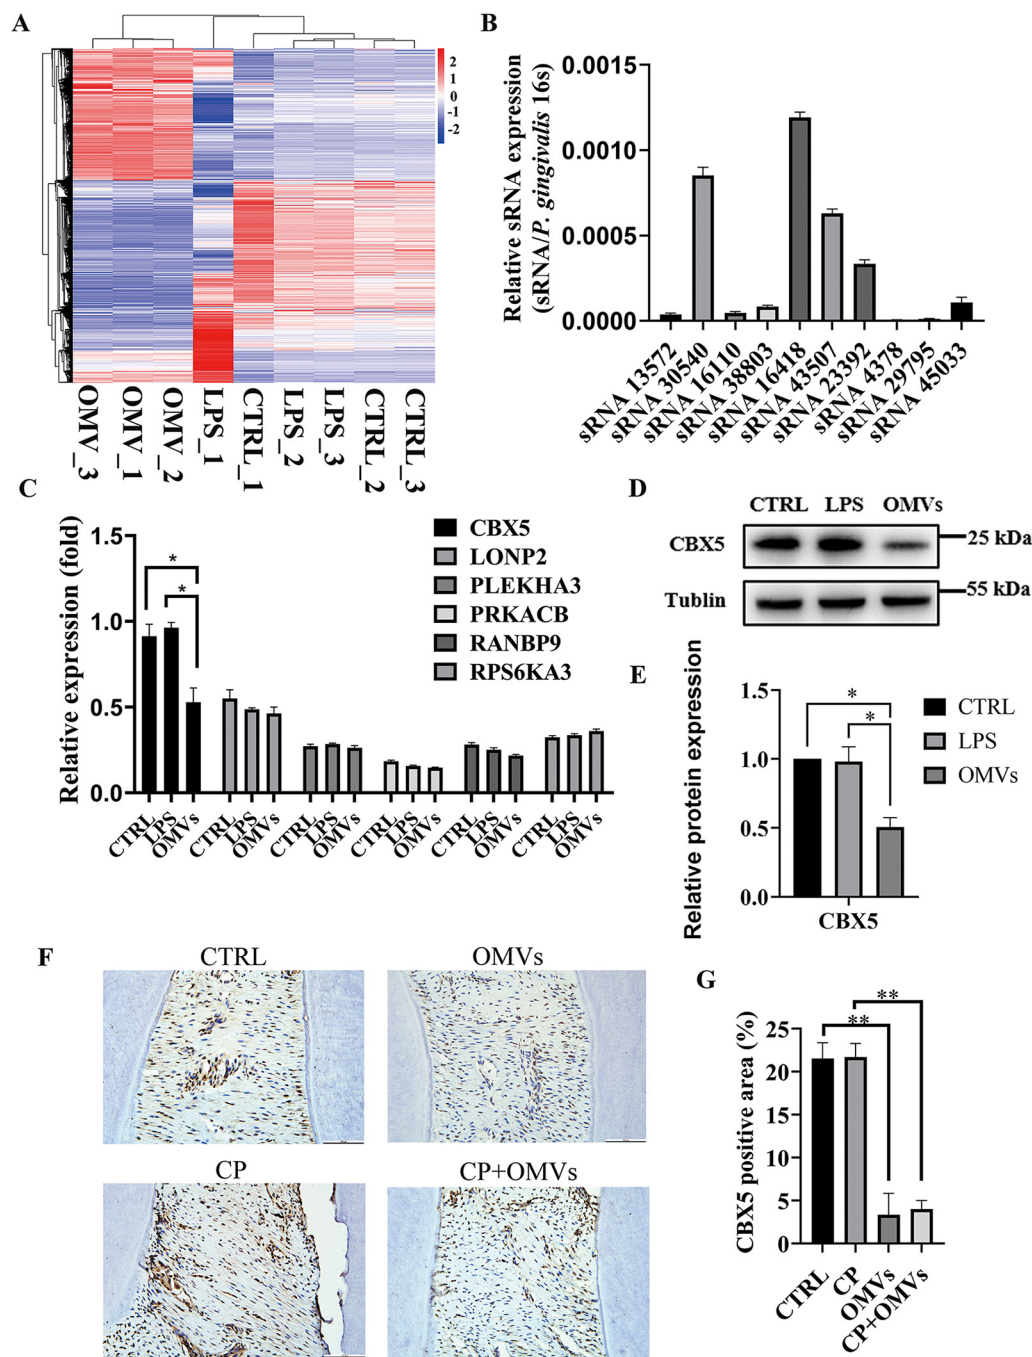 A
2
1
0
-1
-2
OMV_3
OMV_1
OMV_2
LPS_1
CTRL_1
LPS_2
LPS_3
CTRL_2
CTRL_3
B
Relative sRNA expression
(sRNA/P. gingivalis 16s)
0.0015
0.0010
0.0005
0.0000
sRNA 13572
sRNA 30540
sRNA 16110
sRNA 38803
sRNA 16418
sRNA 43507
sRNA 23392
sRNA 4378
sRNA 29795
sRNA 45033
C
Relative expression (fold)
1.5
1.0
0.5
0.0
*
*
CBX5
LONP2
PLEKHA3
PRKACB
RANBP9
RPS6KA3
CTRL
LPS
OMVs
CTRL
LPS
OMVs
CTRL
LPS
OMVs
CTRL
LPS
OMVs
CTRL
LPS
OMVs
CTRL
LPS
OMVs
D
CTRL LPS OMVs
CBX5
25 kDa
Tublin
55 kDa
E
Relative protein expression
1.5
1.0
0.5
0.0
*
*
CBX5
CTRL
LPS
OMVs
F
CTRL
OMVs
CP
CP+OMVs
G
CBX5 positive area (%)
25
20
15
10
5
0
**
**
CTRL
CP
OMVs
CP+OMVs